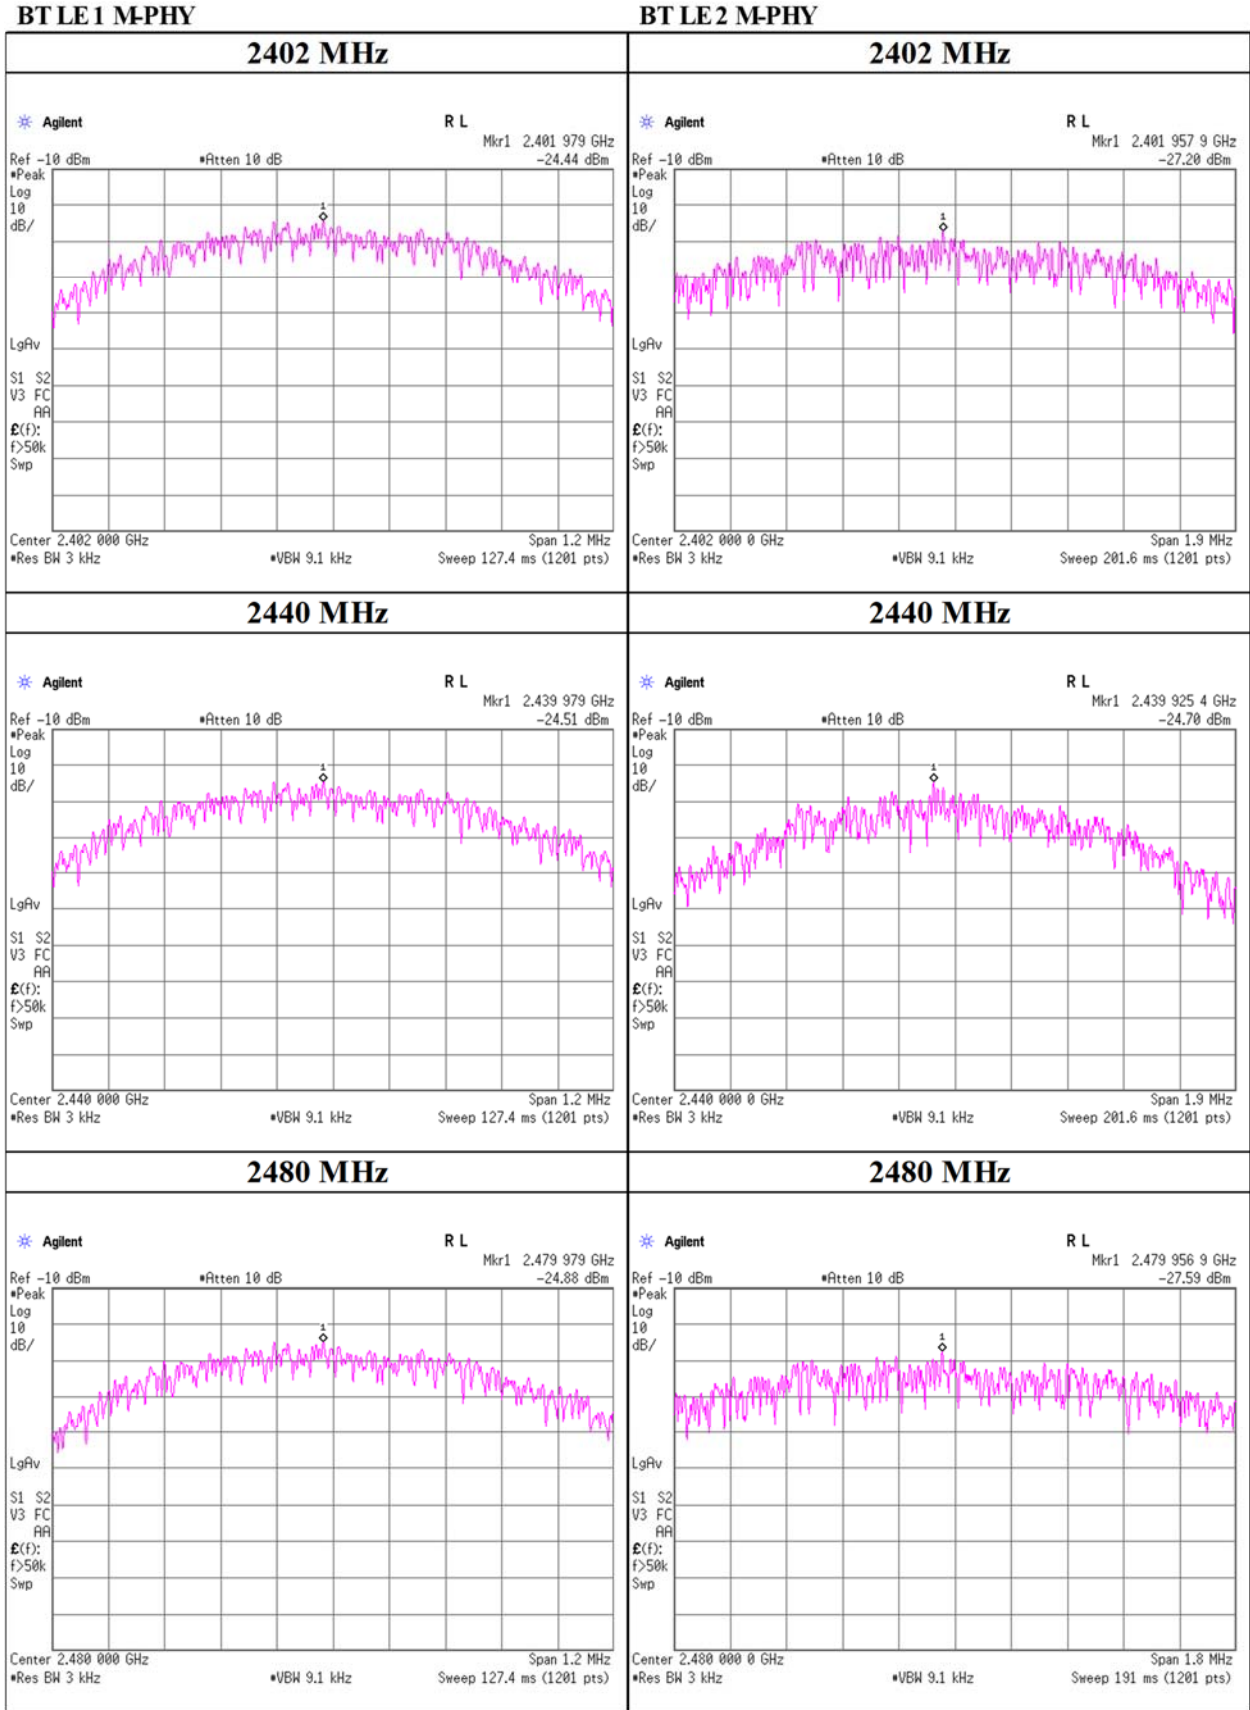 BT LE 1 M-PHY
BT LE 2 M-PHY
2402 MHz
Agilent
R L
Mkr1 2.401 979 GHz
Ref -10 dBm
*Atten 10 dB
-24.44 dBm
*Peak
Log
10
dB/
1
LgAv
S1 S2
V3 FC
AA
£(f):
f>50k
Swp
Center 2.402 000 GHz
Span 1.2 MHz
*Res BW 3 kHz
*VBW 9.1 kHz
Sweep 127.4 ms (1201 pts)
2402 MHz
Agilent
R L
Mkr1 2.401 957 9 GHz
Ref -10 dBm
*Atten 10 dB
-27.20 dBm
*Peak
Log
10
dB/
1
LgAv
S1 S2
V3 FC
AA
£(f):
f>50k
Swp
Center 2.402 000 0 GHz
Span 1.9 MHz
*Res BW 3 kHz
*VBW 9.1 kHz
Sweep 201.6 ms (1201 pts)
2440 MHz
Agilent
R L
Mkr1 2.439 979 GHz
Ref -10 dBm
*Atten 10 dB
-24.51 dBm
*Peak
Log
10
dB/
1
LgAv
S1 S2
V3 FC
AA
£(f):
f>50k
Swp
Center 2.440 000 GHz
Span 1.2 MHz
*Res BW 3 kHz
*VBW 9.1 kHz
Sweep 127.4 ms (1201 pts)
2440 MHz
Agilent
R L
Mkr1 2.439 925 4 GHz
Ref -10 dBm
*Atten 10 dB
-24.70 dBm
*Peak
Log
10
dB/
1
LgAv
S1 S2
V3 FC
AA
£(f):
f>50k
Swp
Center 2.440 000 0 GHz
Span 1.9 MHz
*Res BW 3 kHz
*VBW 9.1 kHz
Sweep 201.6 ms (1201 pts)
2480 MHz
Agilent
R L
Mkr1 2.479 979 GHz
Ref -10 dBm
*Atten 10 dB
-24.88 dBm
*Peak
Log
10
dB/
1
LgAv
S1 S2
V3 FC
AA
£(f):
f>50k
Swp
Center 2.480 000 GHz
Span 1.2 MHz
*Res BW 3 kHz
*VBW 9.1 kHz
Sweep 127.4 ms (1201 pts)
2480 MHz
Agilent
R L
Mkr1 2.479 956 9 GHz
Ref -10 dBm
*Atten 10 dB
-27.59 dBm
*Peak
Log
10
dB/
1
LgAv
S1 S2
V3 FC
AA
£(f):
f>50k
Swp
Center 2.480 000 0 GHz
Span 1.8 MHz
*Res BW 3 kHz
*VBW 9.1 kHz
Sweep 191 ms (1201 pts)